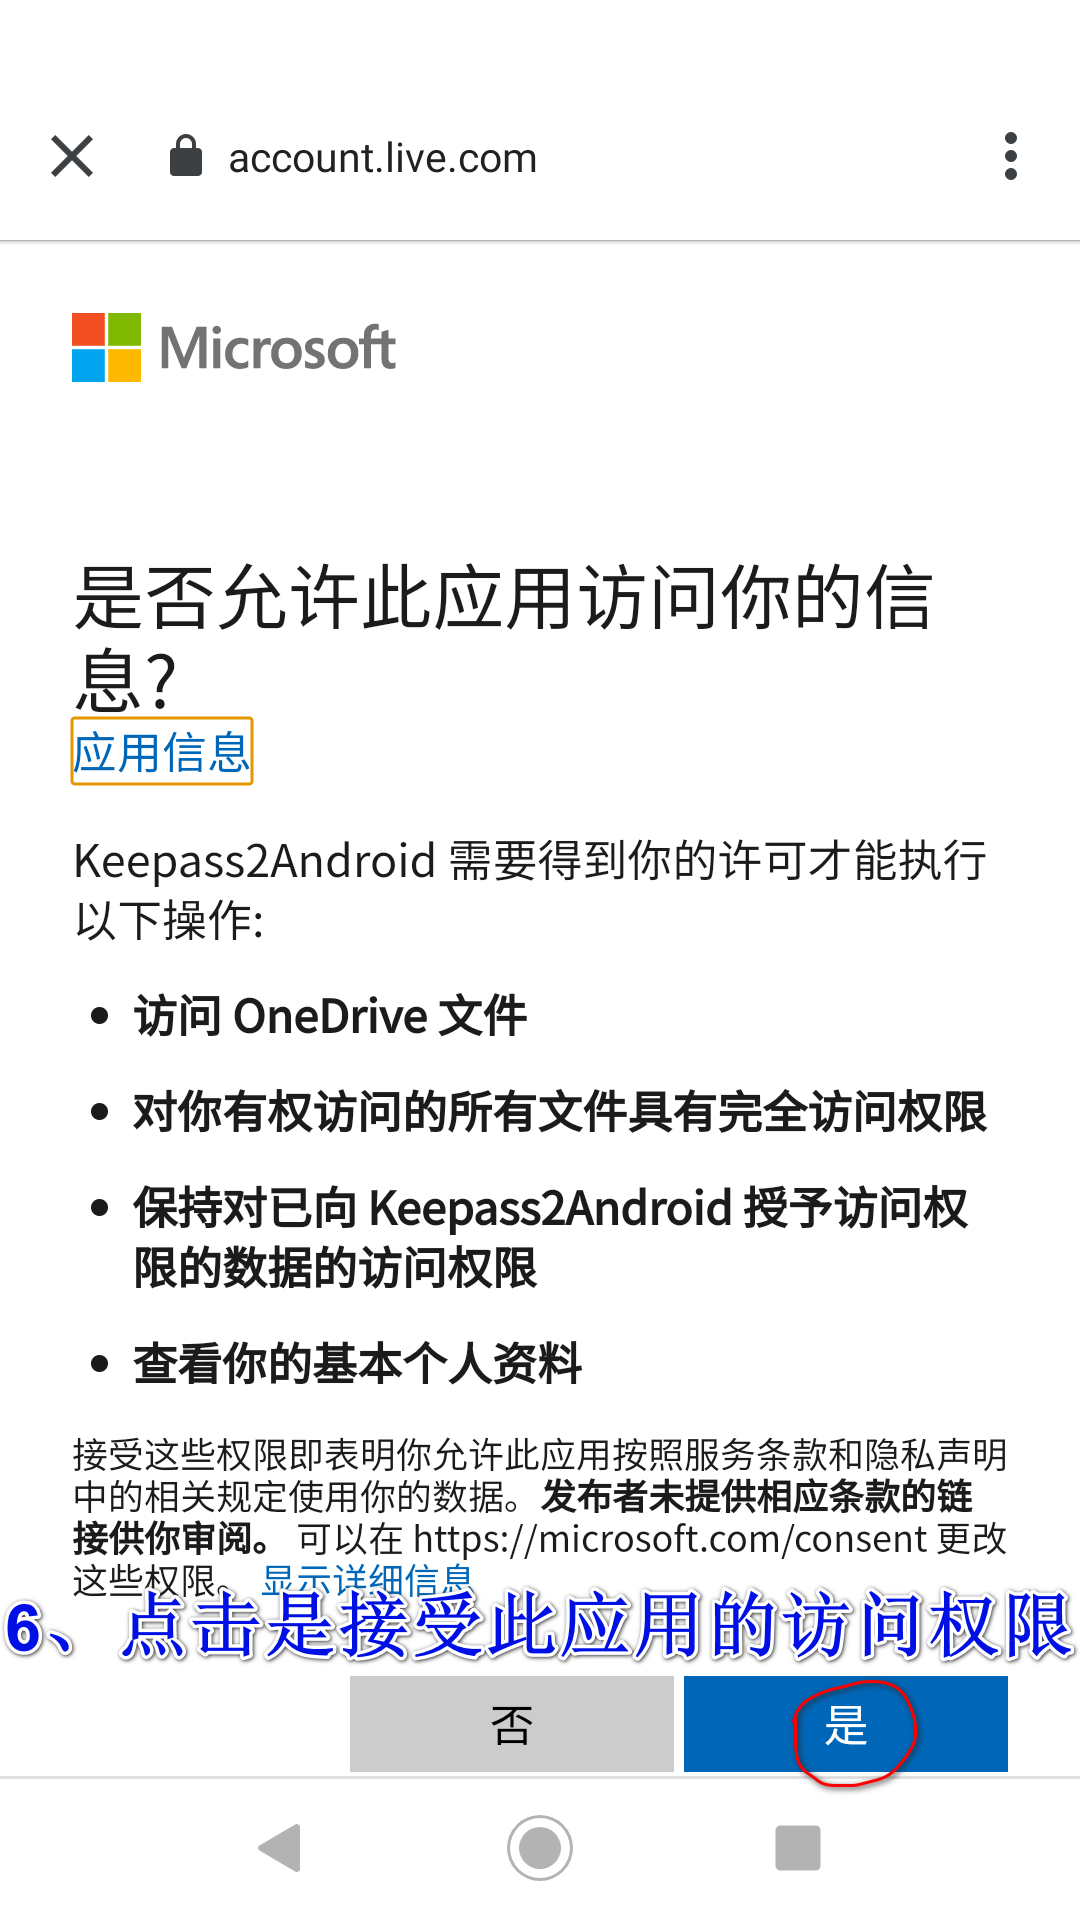 account.live.com
Microsoft
是否允许此应用访问你的信
息?
应用信息
Keepass2Android 需要得到你的许可才能执行
以下操作:
• 访问 OneDrive 文件
• 对你有权访问的所有文件具有完全访问权限
• 保持对已向 Keepass2Android 授予访问权
限的数据的访问权限
• 查看你的基本个人资料
接受这些权限即表明你允许此应用按照服务条款和隐私声明
中的相关规定使用你的数据。发布者未提供相应条款的链
接供你审阅。 可以在 https://microsoft.com/consent 更改
这些权限。 显示详细信息
6、点击是接受此应用的访问权限
否
是